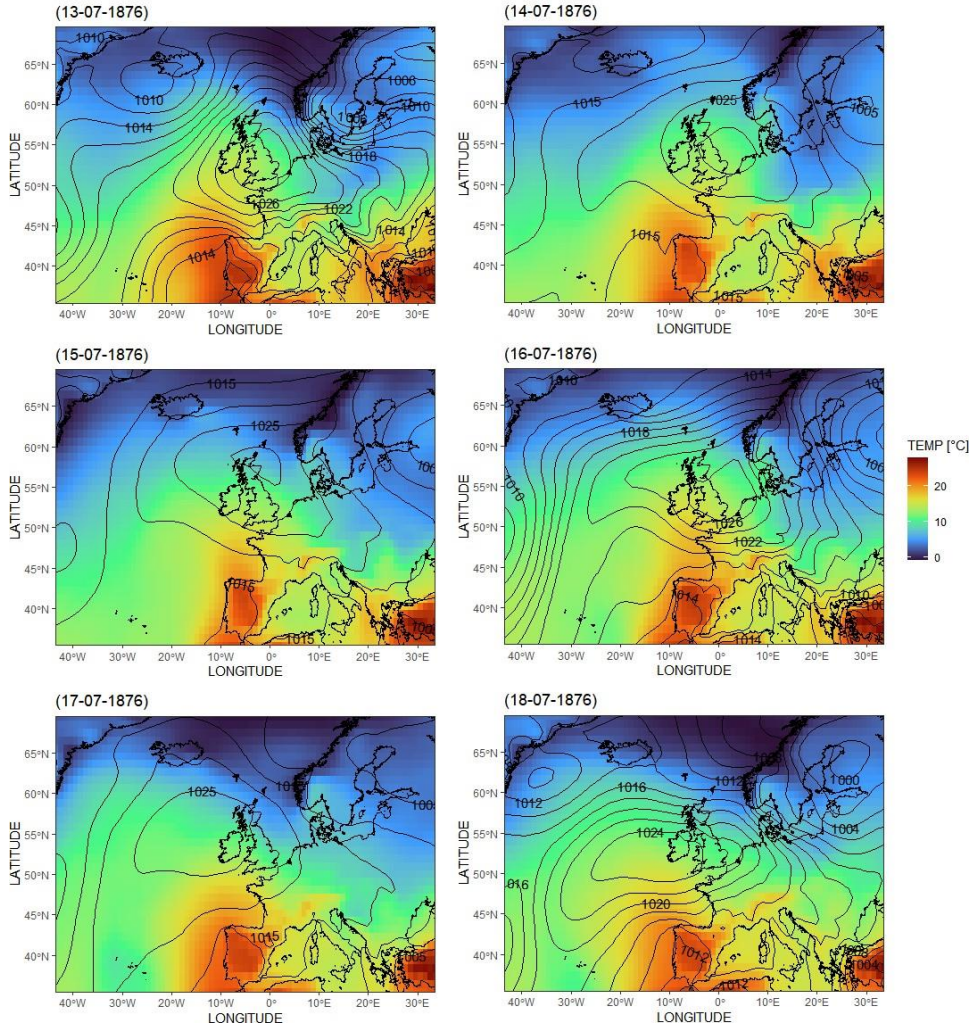 (13-07-1876)
1010
1006
1010
1010
1014
1018
1026
1022
1014
1014
65°N
60°N
55°N
50°N
45°N
40°N
LATITUDE
40°W 30°W 20°W 10°W 0° 10°E 20°E 30°E
LONGITUDE
(14-07-1876)
1015
1025
1005
1015
1005
1015
65°N
60°N
55°N
50°N
45°N
40°N
LATITUDE
40°W 30°W 20°W 10°W 0° 10°E 20°E 30°E
LONGITUDE
(15-07-1876)
1015
1025
1015
1015
65°N
60°N
55°N
50°N
45°N
40°N
LATITUDE
40°W 30°W 20°W 10°W 0° 10°E 20°E 30°E
LONGITUDE
(16-07-1876)
1010
1014
1018
1010
1026
1022
1014
1010
1014
65°N
60°N
55°N
50°N
45°N
40°N
LATITUDE
40°W 30°W 20°W 10°W 0° 10°E 20°E 30°E
LONGITUDE
TEMP [°C]
20
10
0
(17-07-1876)
1025
1015
1005
65°N
60°N
55°N
50°N
45°N
40°N
LATITUDE
40°W 30°W 20°W 10°W 0° 10°E 20°E 30°E
LONGITUDE
(18-07-1876)
1012
1000
1012
1016
1024
1004
016
1020
1012
1004
1012
65°N
60°N
55°N
50°N
45°N
40°N
LATITUDE
40°W 30°W 20°W 10°W 0° 10°E 20°E 30°E
LONGITUDE